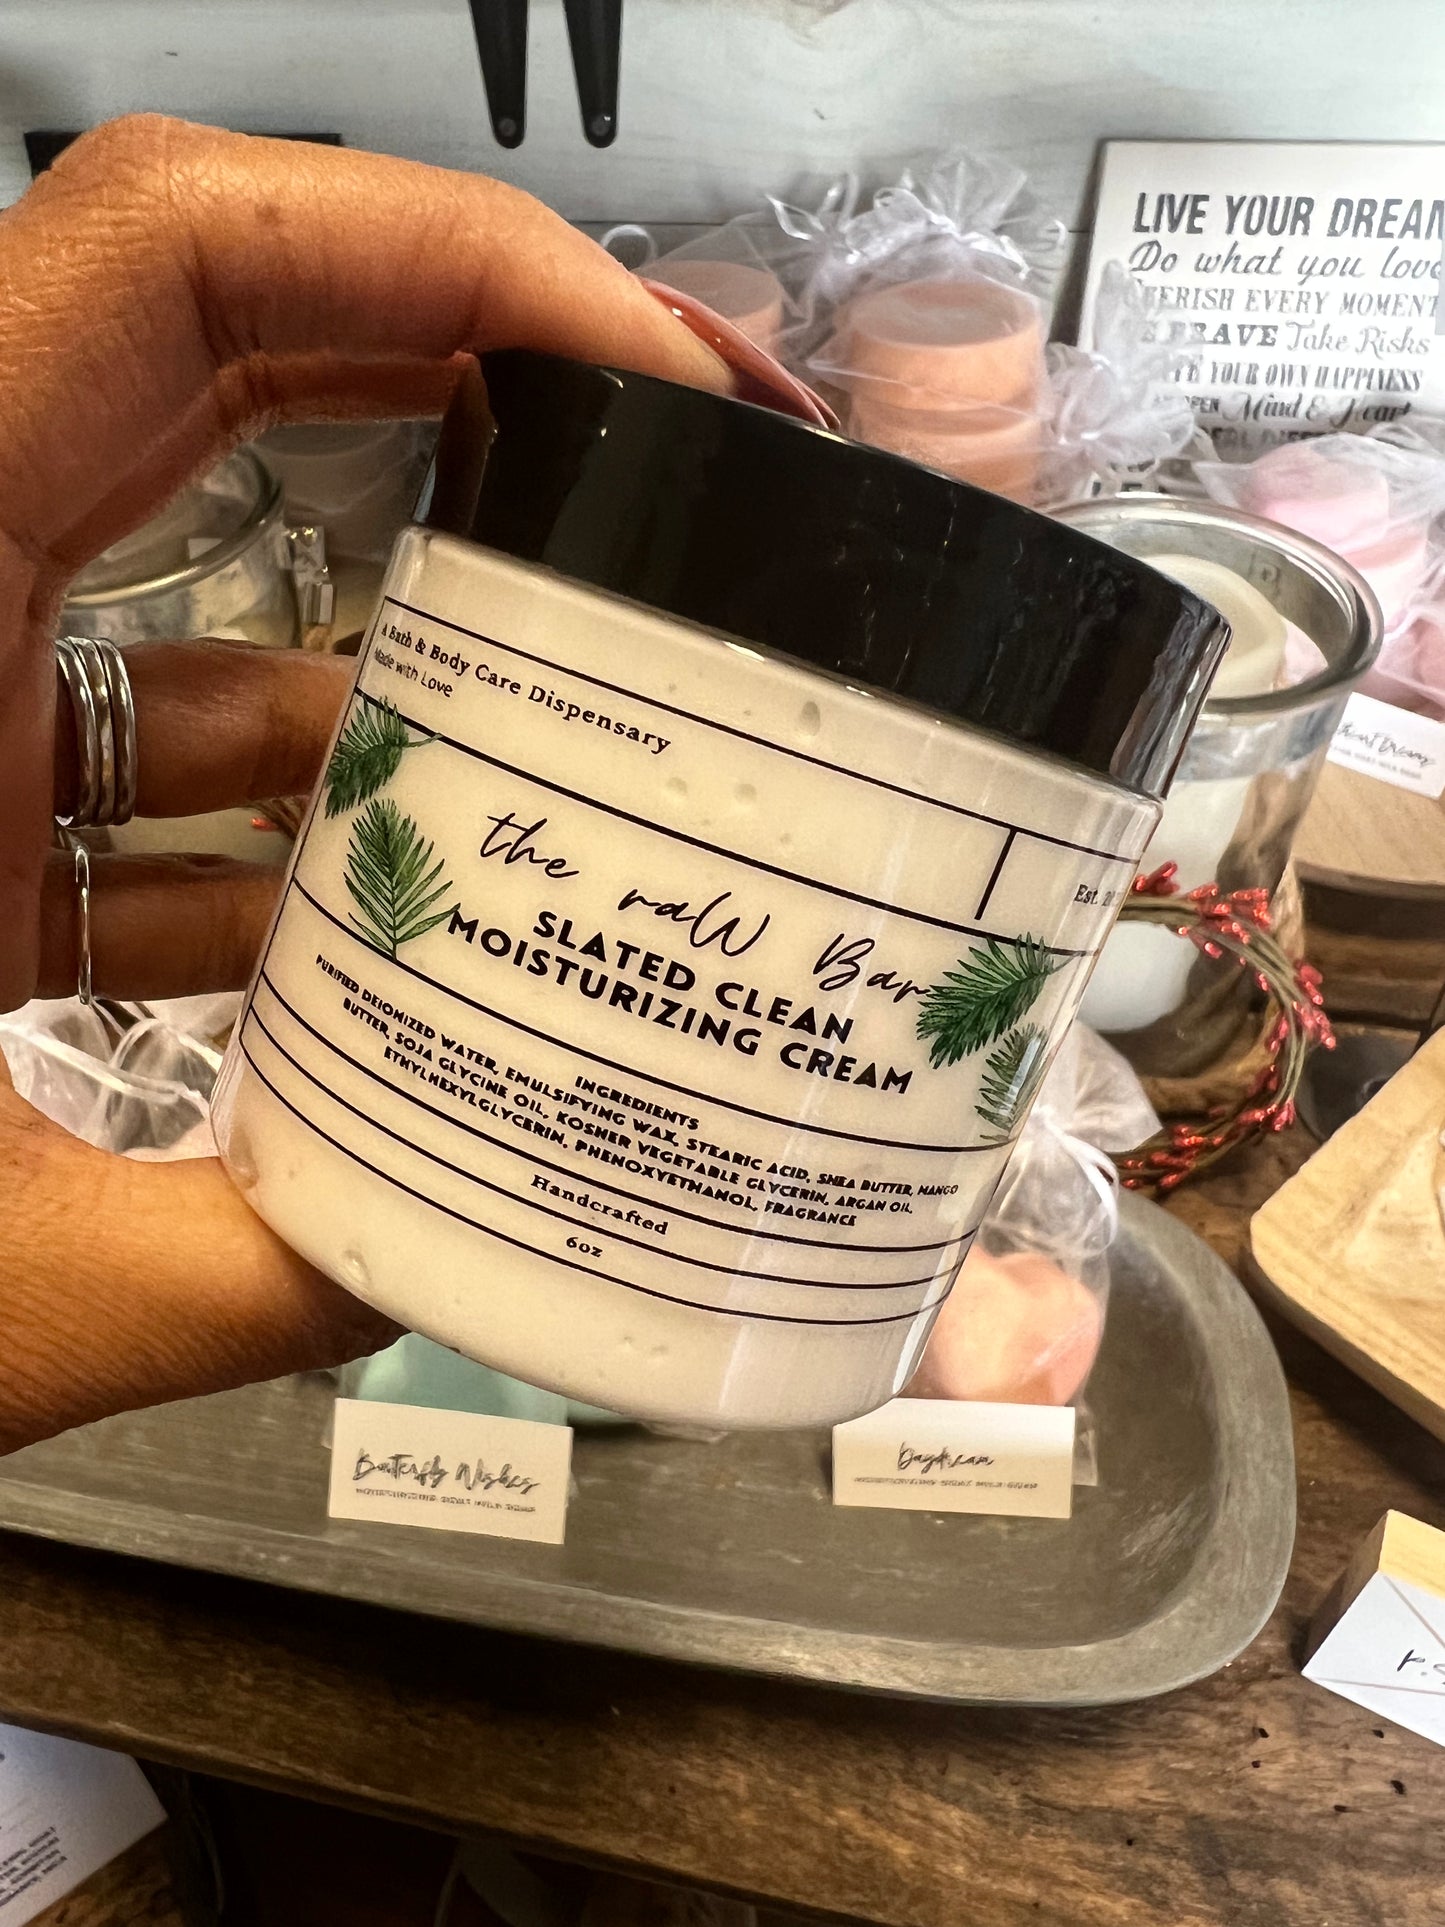 A Bath & Body Care Dispensary
Made with Love
Est.
the raW Bar
SLATED CLEAN
MOISTURIZING CREAM
INGREDIENTS
PURIFIED DEIONIZED WATER, EMULSIFYING WAX, STEARIC ACID, SHEA BUTTER, MANGO
BUTTER, SOJA GLYCINE OIL, KOSHER VEGETABLE GLYCERIN, ARGAN OIL,
ETHYLHEXYLGLYCERIN, PHENOXYETHANOL, FRAGRANCE
Handcrafted
6oz
LIVE YOUR DREAM
Do what you love
CHERISH EVERY MOMENT
BRAVE Take Risks
YOUR OWN HAPPINESS
OPEN Mind & Heart
Butterfly Wishes
Daydream